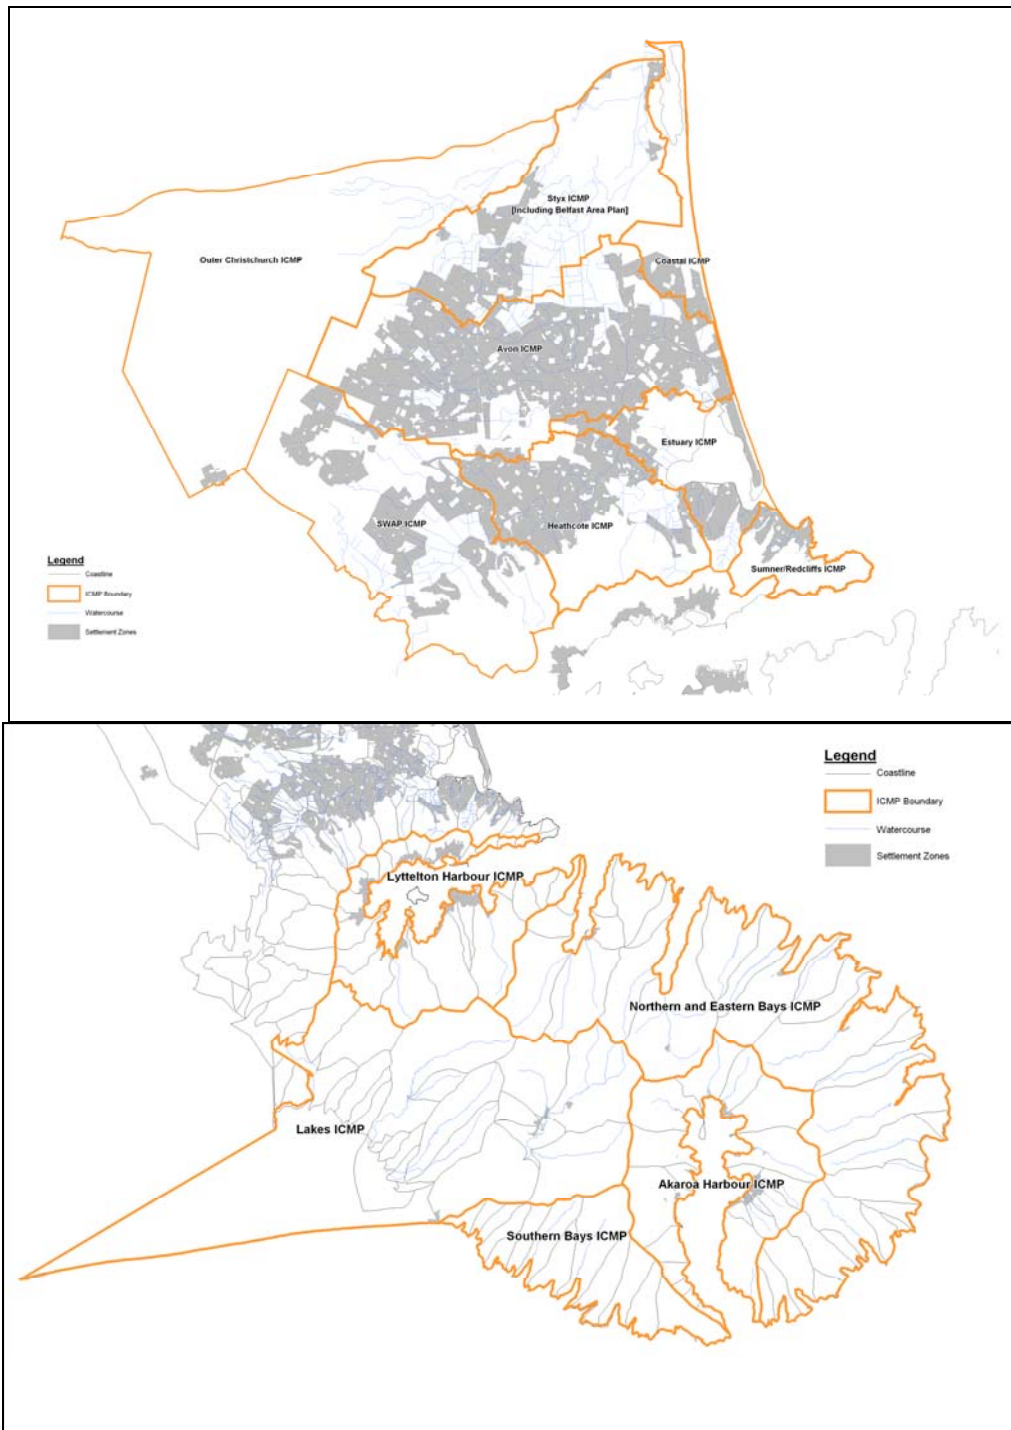 Styx ICMP
[Including Belfast Area Plan]
Outer Christchurch ICMP
Coastal ICMP
Avon ICMP
Estuary ICMP
SWAP ICMP
Heathcote ICMP
Sumner/Redcliffs ICMP
Legend
Coastline
ICMP Boundary
Watercourse
Settlement Zones
Legend
Coastline
ICMP Boundary
Watercourse
Settlement Zones
Lyttelton Harbour ICMP
Northern and Eastern Bays ICMP
Lakes ICMP
Akaroa Harbour ICMP
Southern Bays ICMP